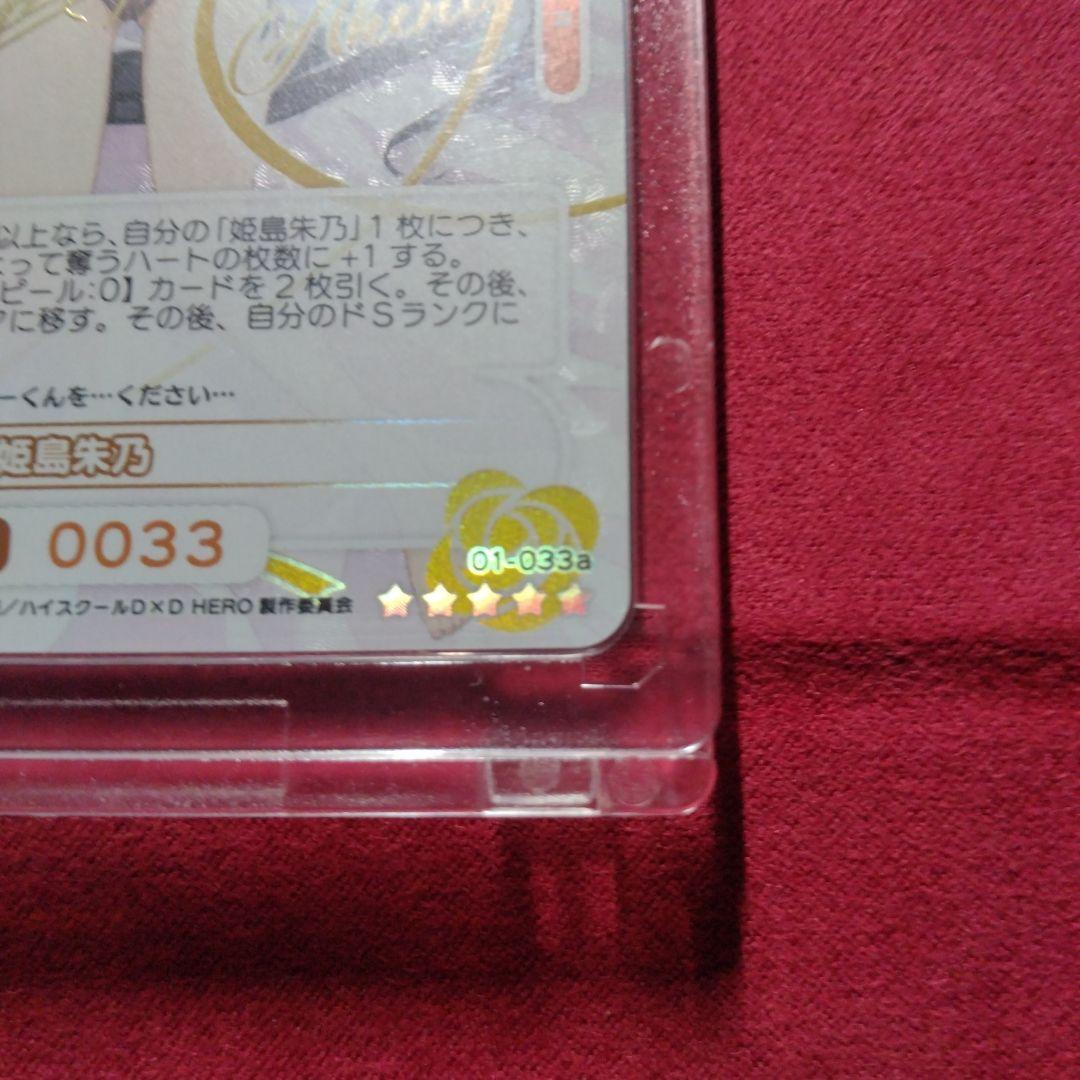 Akeno
以上なら、自分の「姫島朱乃」1枚につき、
よって奪うハートの枚数に+1する。
ピール:0】カードを2枚引く。その後、
アに移す。その後、自分のドSランクに
ーくんを…ください…
姫島朱乃
0033
01-033a
/ハイスクールD×D HERO 製作委員会